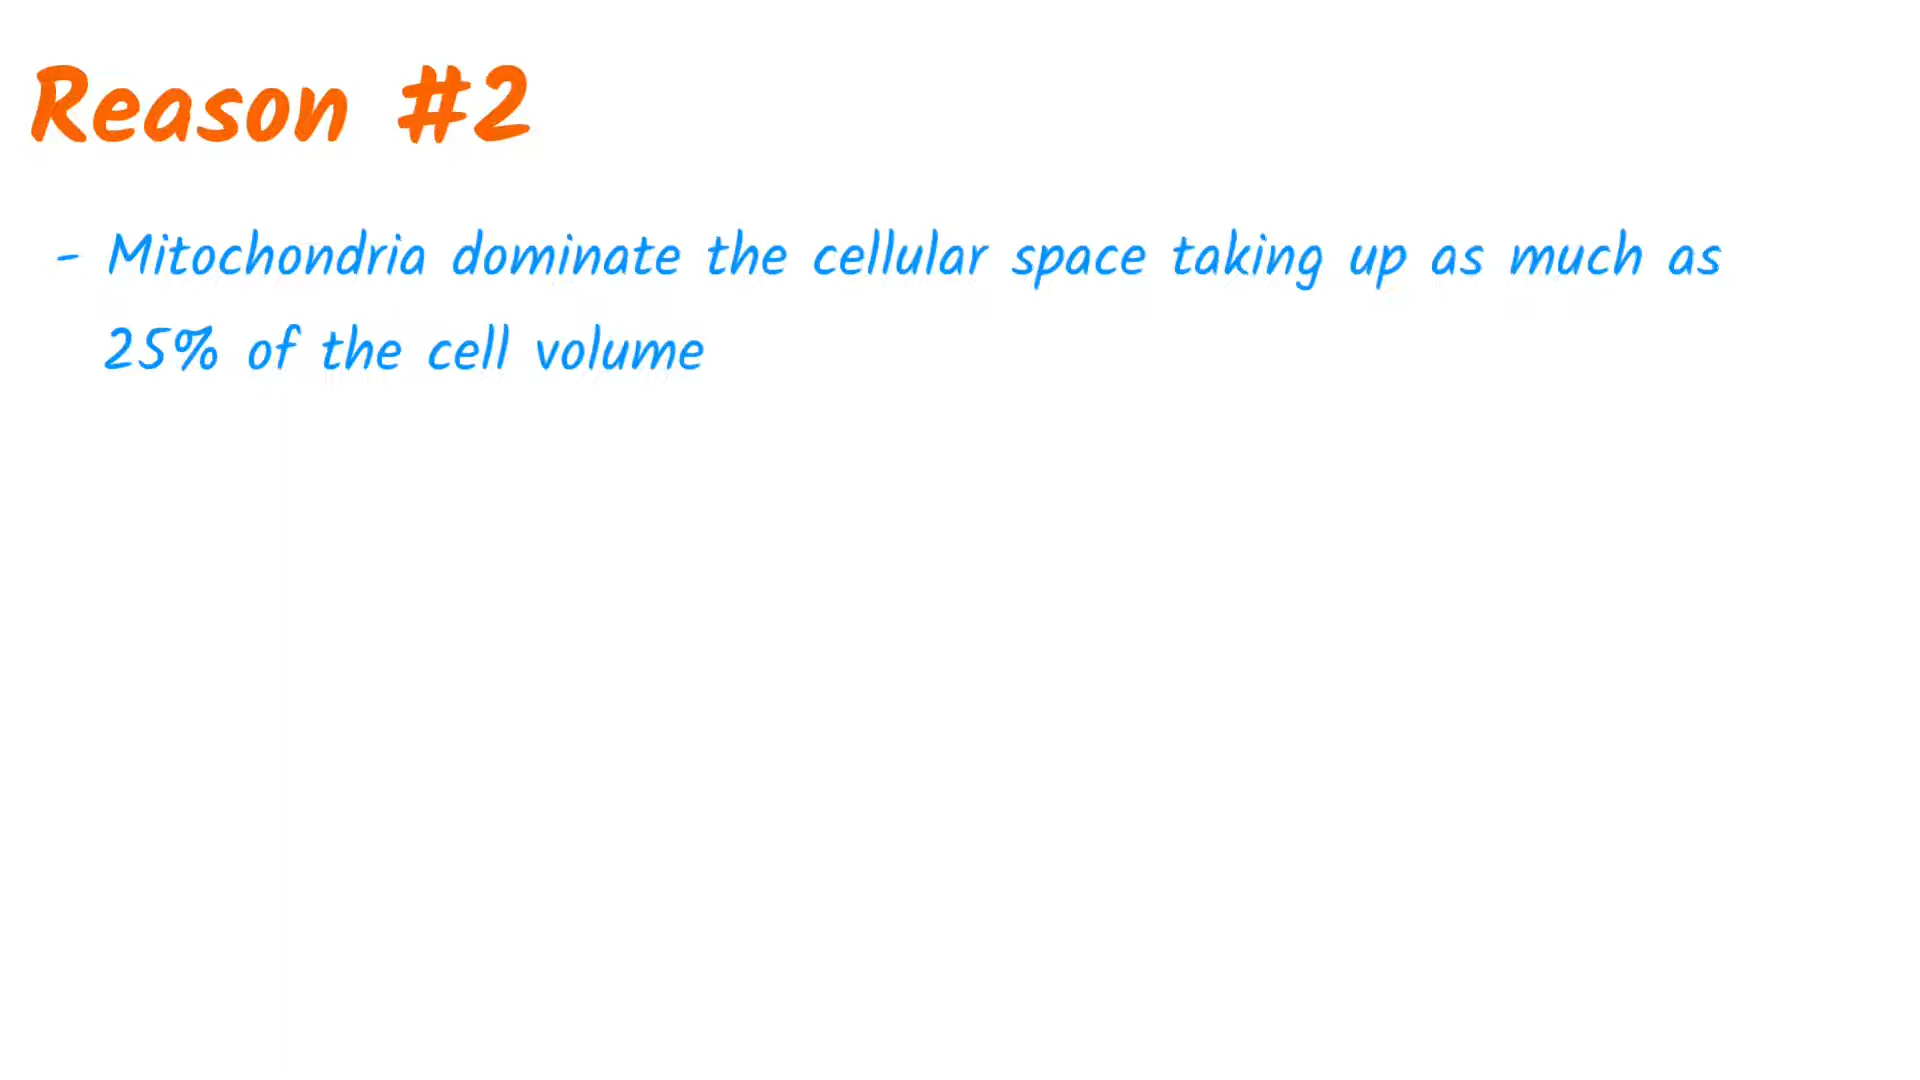 Reason #2
- Mitochondria dominate the cellular space taking up as much as
25% of the cell volume